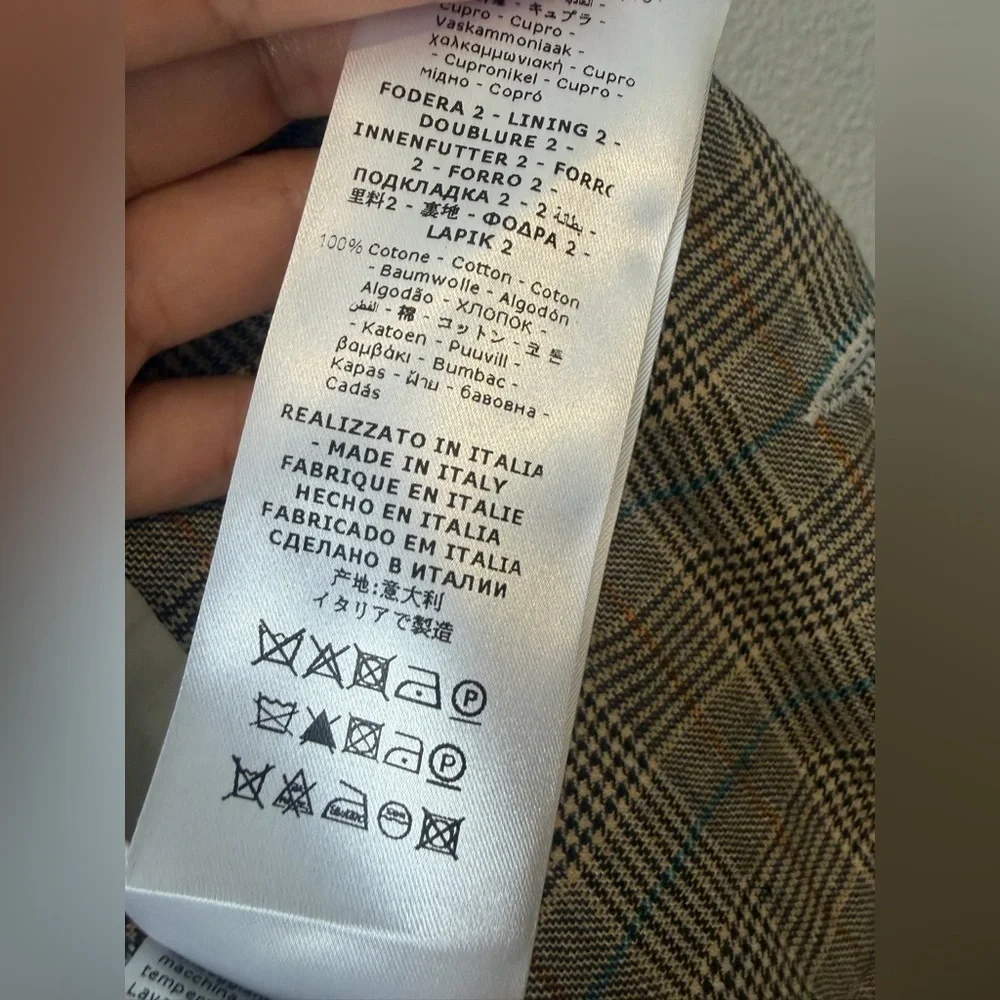 - キュプラ -
Cupro - Cupro -
Vaskammoniaak -
χαλκαμμωνιακή - Cupro
- Cupronikel - Cupro -
мідно - Copró
FODERA 2 - LINING 2 -
DOUBLURE 2 -
INNENFUTTER 2 - FORRO
2 - FORRO 2 -
ПОДКЛАДКА 2 - 2 بطانة -
里料2 - 裏地 - ΦΟΔΡΑ 2 -
LAPIK 2
100% Cotone - Cotton - Coton
- Baumwolle - Algodón -
Algodão - ХЛОПОК -
القطن - 棉 - コットン - 코튼
- Katoen - Puuvill -
βαμβάκι - Bumbac -
Kapas - ฝ้าย - бавовна -
Cadás
REALIZZATO IN ITALIA
- MADE IN ITALY
FABRIQUE EN ITALIE
HECHO EN ITALIA
FABRICADO EM ITALIA
СДЕЛАНО В ИТАЛИИ
产地:意大利
イタリアで製造
P
P